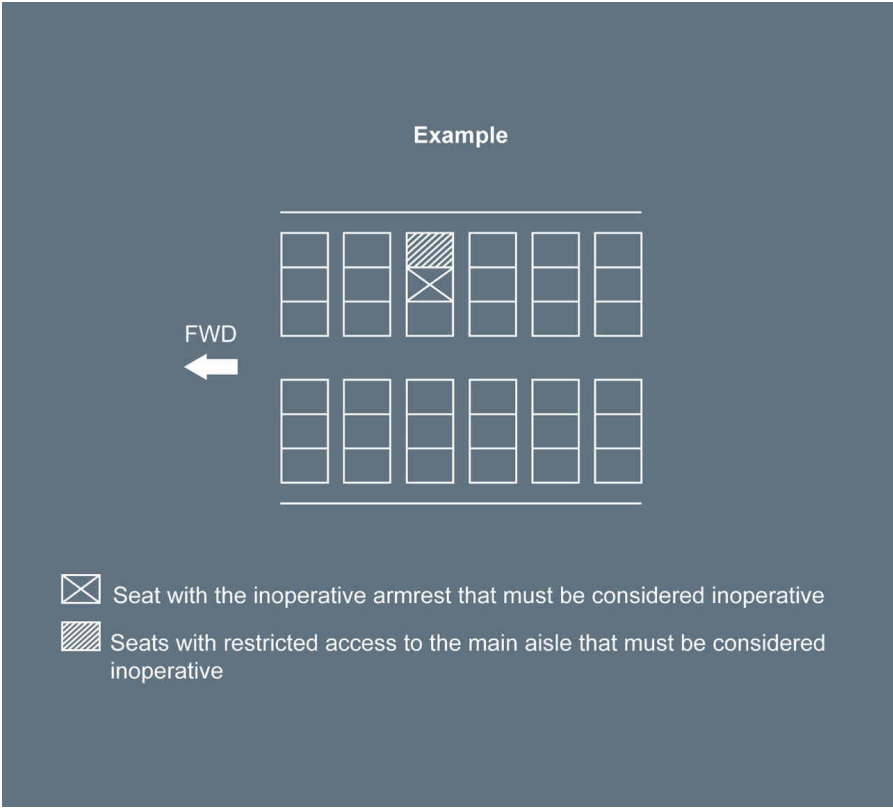 Example
FWD
Seat with the inoperative armrest that must be considered inoperative
Seats with restricted access to the main aisle that must be considered
inoperative